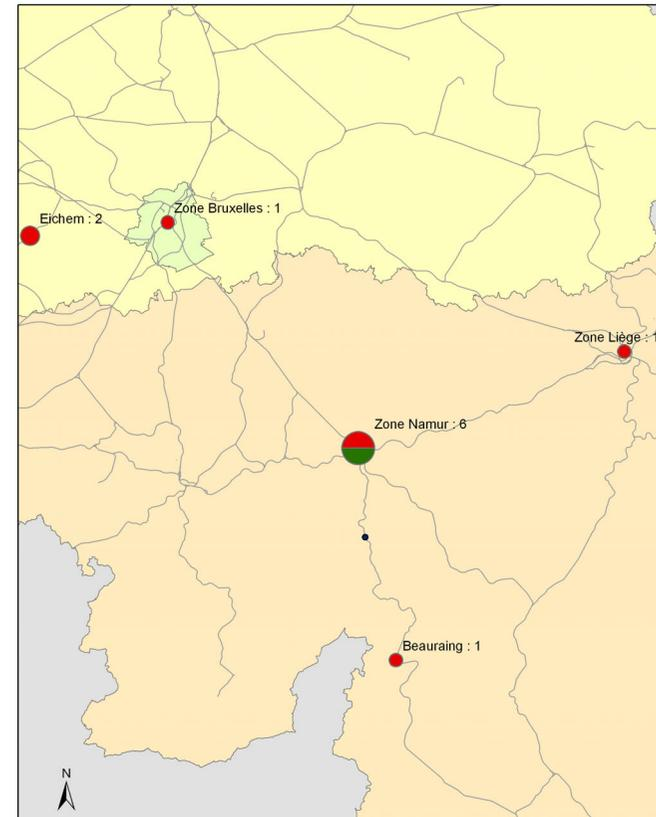 Zone Bruxelles : 1
Eichem : 2
Zone Liège : 1
Zone Namur : 6
Beauraing : 1
N